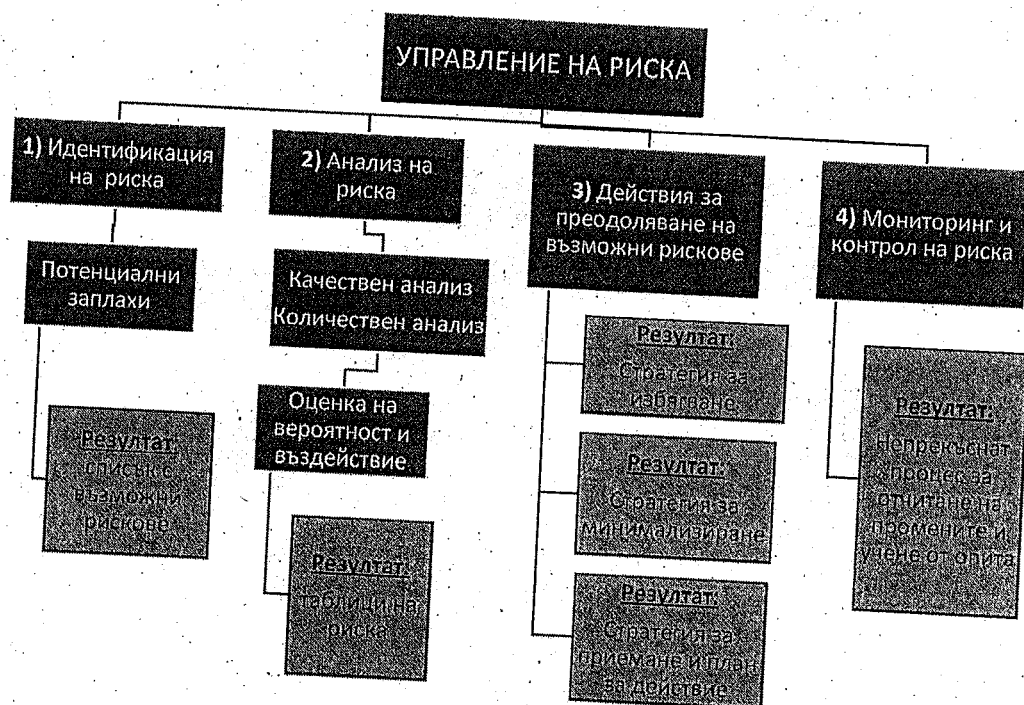 УПРАВЛЕНИЕ НА РИСКА
1) Идентификация
на риска
Потенциални
заплахи
Резултат:
списък с
възможни
рискове
2) Анализ на
риска
Качествен анализ
Количествен анализ
Оценка на
вероятност и
въздействие
Резултат:
таблици на
риска
3) Действия за
преодоляване на
възможни рискове
Резултат:
Стратегия за
избягване
Резултат:
Стратегия за
минимализиране
Резултат:
Стратегия за
приемане и план
за действие
4) Мониторинг и
контрол на риска
Резултат:
Непрекъснат
процес за
отчитане на
промените и
учене от опита